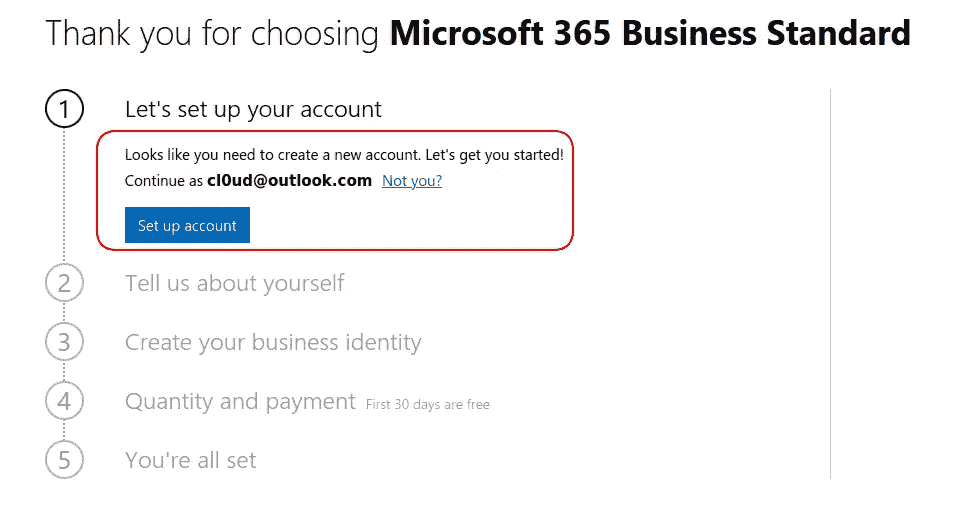 Thank you for choosing Microsoft 365 Business Standard
1 Let's set up your account
Looks like you need to create a new account. Let's get you started!
Continue as cl0ud@outlook.com Not you?
Set up account
2 Tell us about yourself
3 Create your business identity
4 Quantity and payment First 30 days are free
5 You're all set